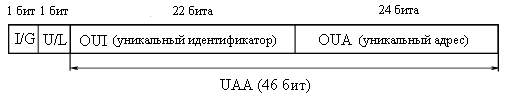 1 бит 1 бит 22 бита 24 бита
I/G U/L OUI (уникальный идентификатор) OUA (уникальный адрес)
UAA (46 бит)